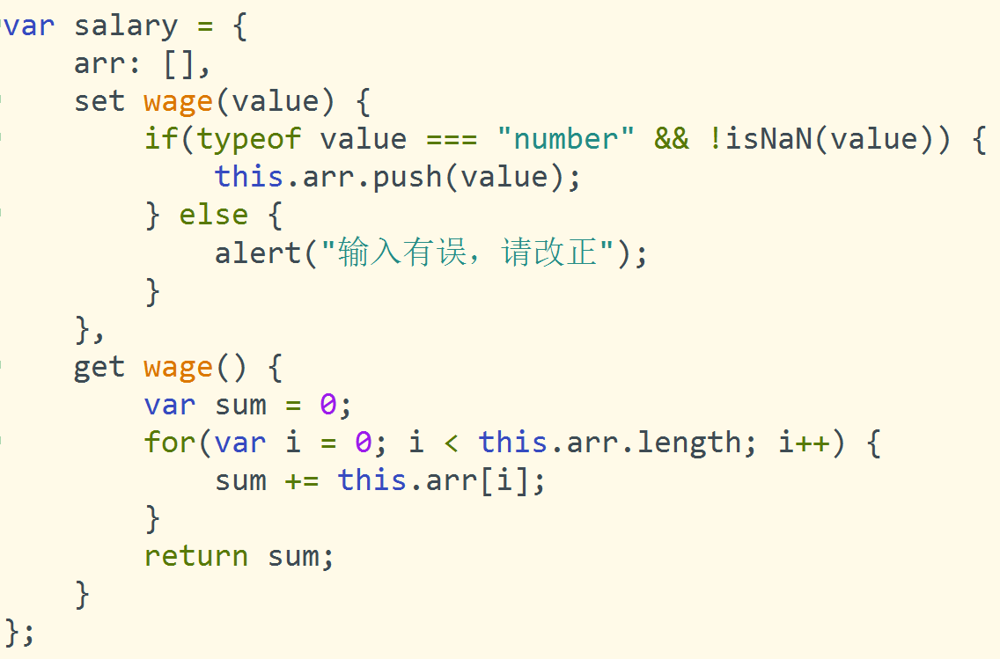 var salary = {
    arr: [],
    set wage(value) {
        if(typeof value === "number" && !isNaN(value)) {
            this.arr.push(value);
        } else {
            alert("输入有误，请改正");
        }
    },
    get wage() {
        var sum = 0;
        for(var i = 0; i < this.arr.length; i++) {
            sum += this.arr[i];
        }
        return sum;
    }
};